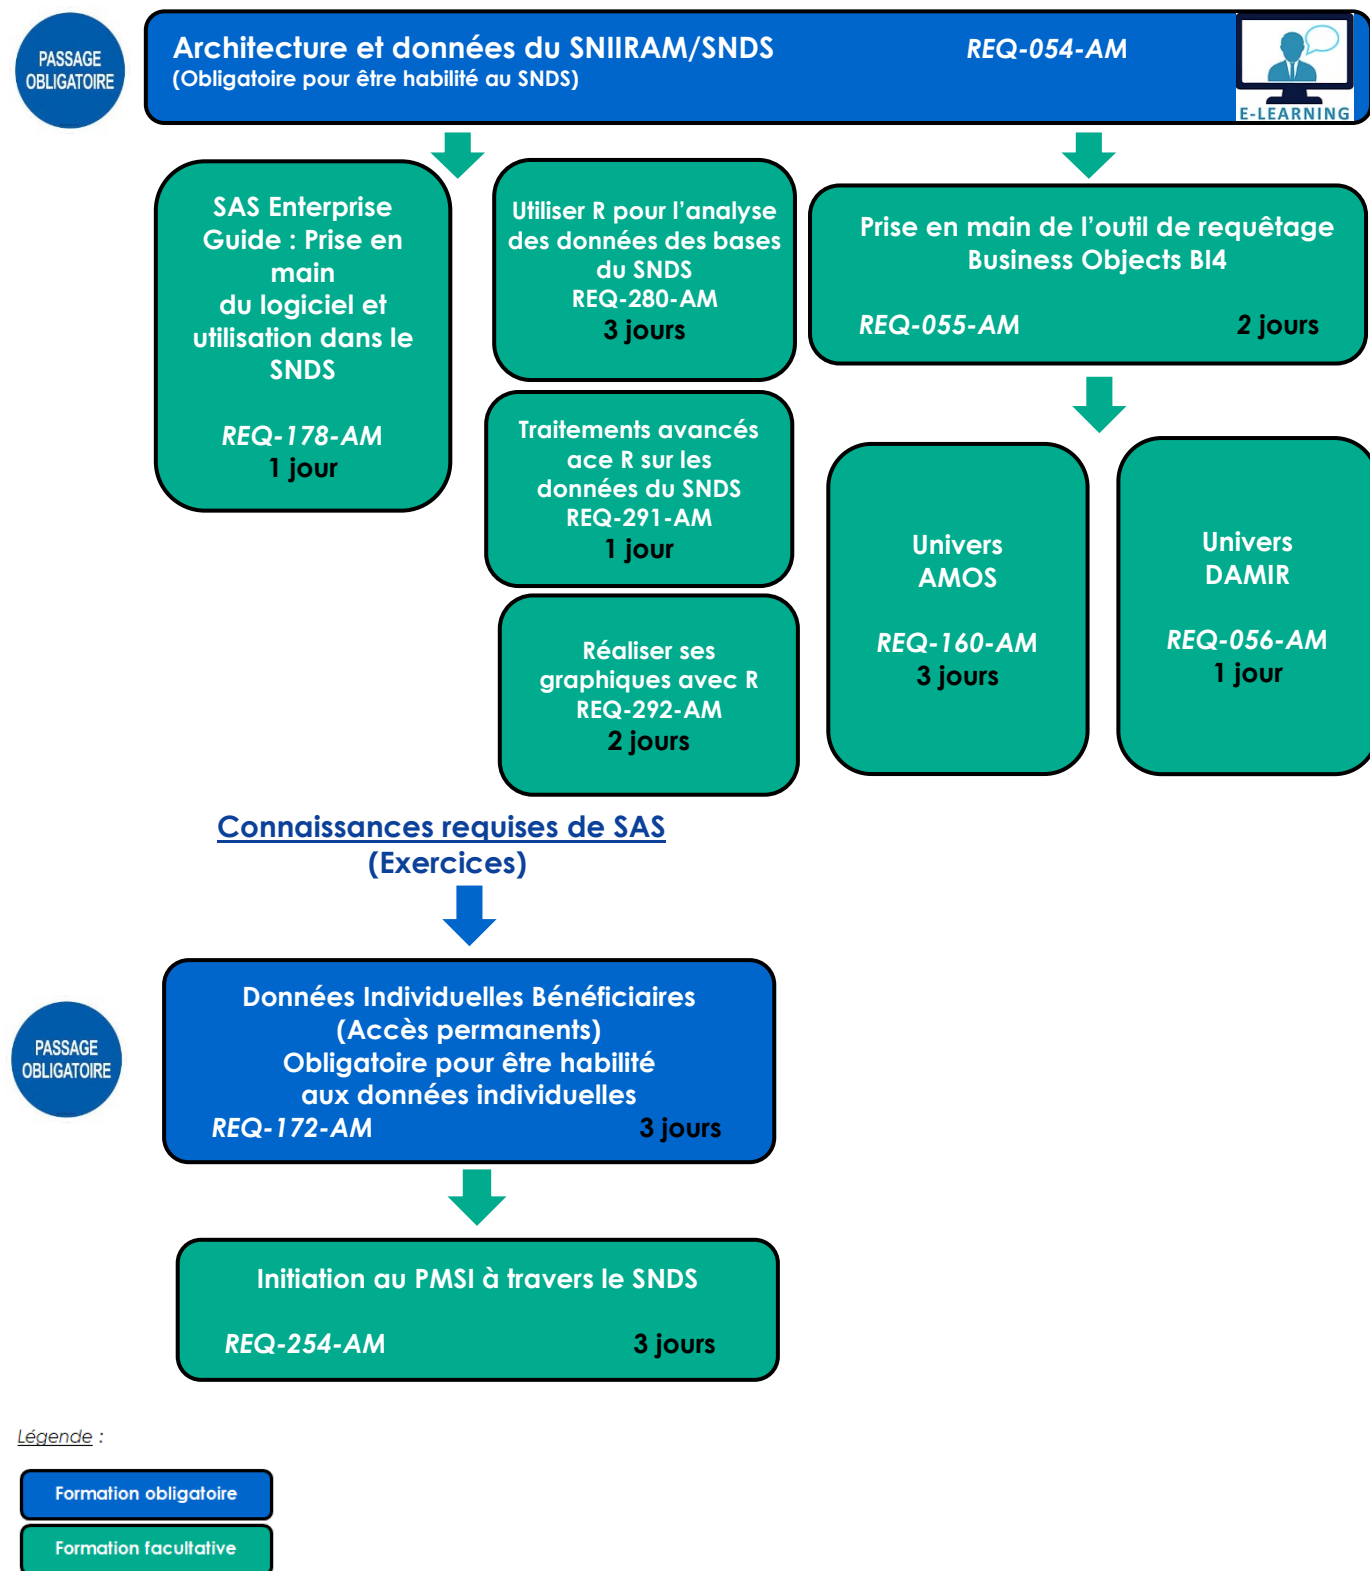 PASSAGE
OBLIGATOIRE
Architecture et données du SNIIRAM/SNDS
REQ-054-AM
(Obligatoire pour être habilité au SNDS)
E-LEARNING
SAS Enterprise
Guide : Prise en
main
du logiciel et
utilisation dans le
SNDS
REQ-178-AM
1 jour
Utiliser R pour l’analyse
des données des bases
du SNDS
REQ-280-AM
3 jours
Traitements avancés
ace R sur les
données du SNDS
REQ-291-AM
1 jour
Réaliser ses
graphiques avec R
REQ-292-AM
2 jours
Prise en main de l’outil de requêtage
Business Objects BI4
REQ-055-AM 2 jours
Univers
AMOS
REQ-160-AM
3 jours
Univers
DAMIR
REQ-056-AM
1 jour
Connaissances requises de SAS
(Exercices)
PASSAGE
OBLIGATOIRE
Données Individuelles Bénéficiaires
(Accès permanents)
Obligatoire pour être habilité
aux données individuelles
REQ-172-AM 3 jours
Initiation au PMSI à travers le SNDS
REQ-254-AM 3 jours
Légende :
Formation obligatoire
Formation facultative